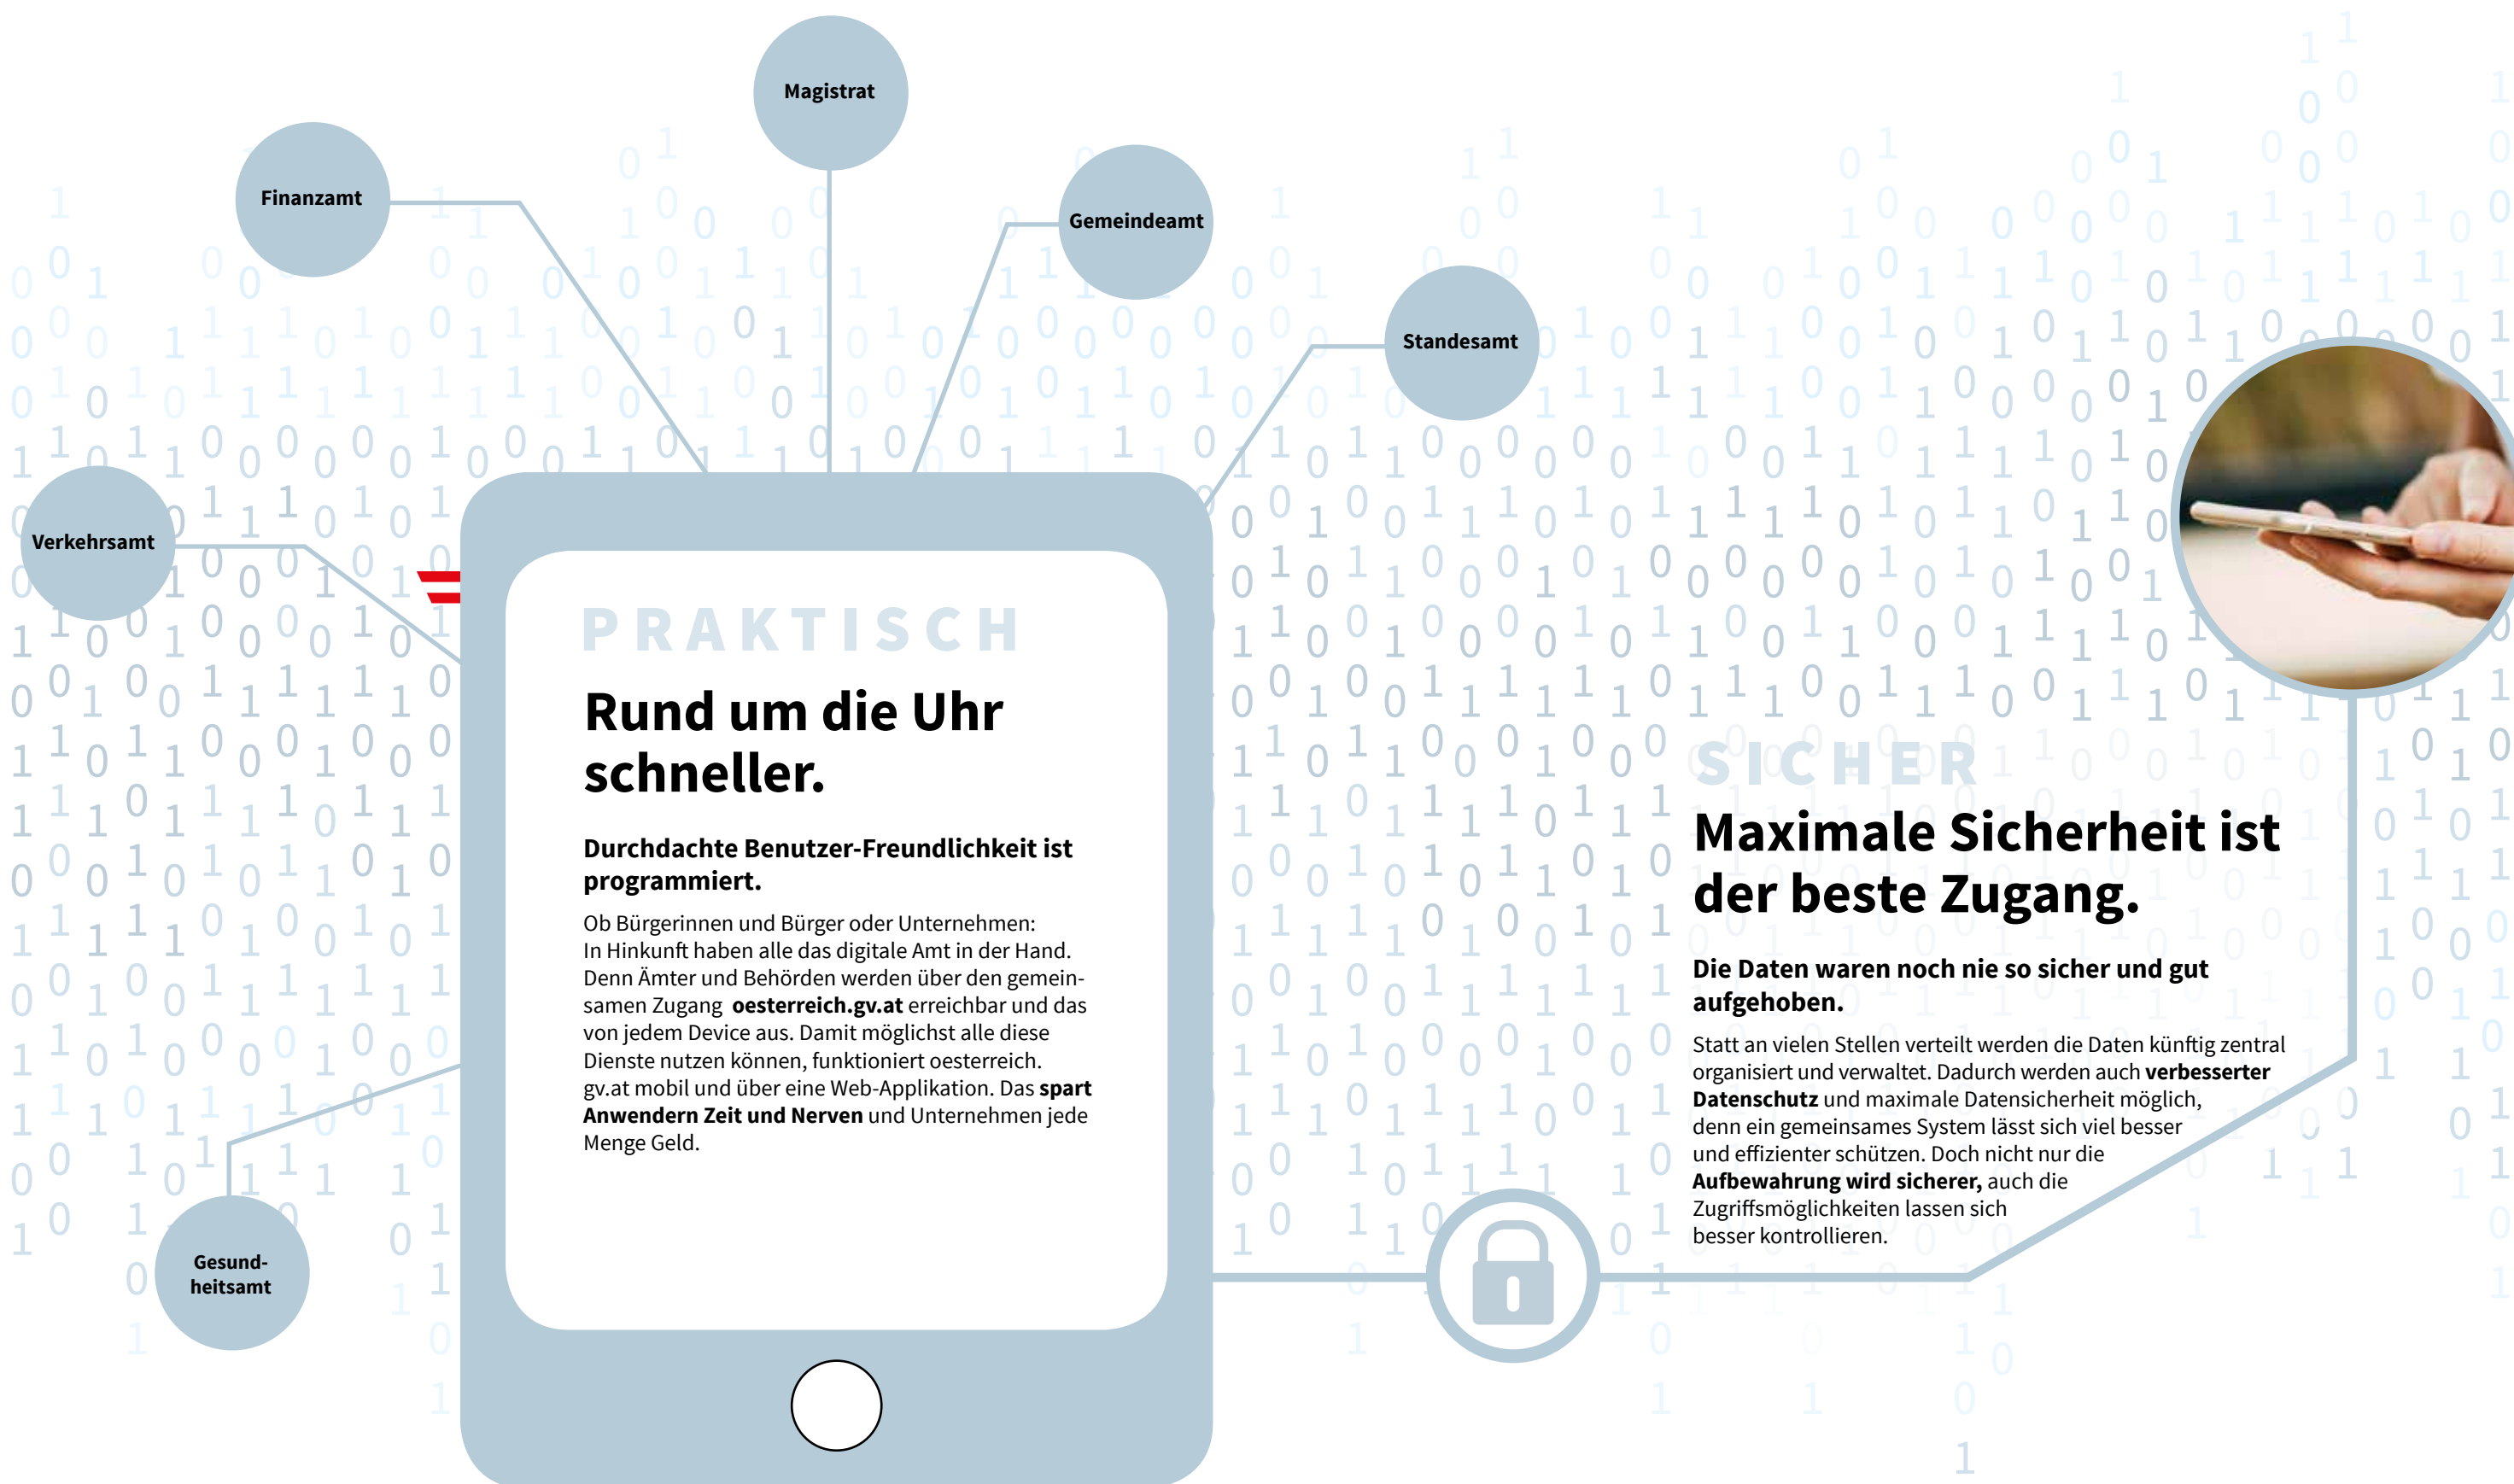 Magistrat
Finanzamt
Gemeindeamt
Standesamt
Verkehrsamt
Gesund-
heitsamt
PRAKTISCH
Rund um die Uhr
schneller.
Durchdachte Benutzer-Freundlichkeit ist
programmiert.
Ob Bürgerinnen und Bürger oder Unternehmen:
In Hinkunft haben alle das digitale Amt in der Hand.
Denn Ämter und Behörden werden über den gemein-
samen Zugang oesterreich.gv.at erreichbar und das
von jedem Device aus. Damit möglichst alle diese
Dienste nutzen können, funktioniert oesterreich.
gv.at mobil und über eine Web-Applikation. Das spart
Anwendern Zeit und Nerven und Unternehmen jede
Menge Geld.
SICHER
Maximale Sicherheit ist
der beste Zugang.
Die Daten waren noch nie so sicher und gut
aufgehoben.
Statt an vielen Stellen verteilt werden die Daten künftig zentral
organisiert und verwaltet. Dadurch werden auch verbesserter
Datenschutz und maximale Datensicherheit möglich,
denn ein gemeinsames System lässt sich viel besser
und effizienter schützen. Doch nicht nur die
Aufbewahrung wird sicherer, auch die
Zugriffsmöglichkeiten lassen sich
besser kontrollieren.